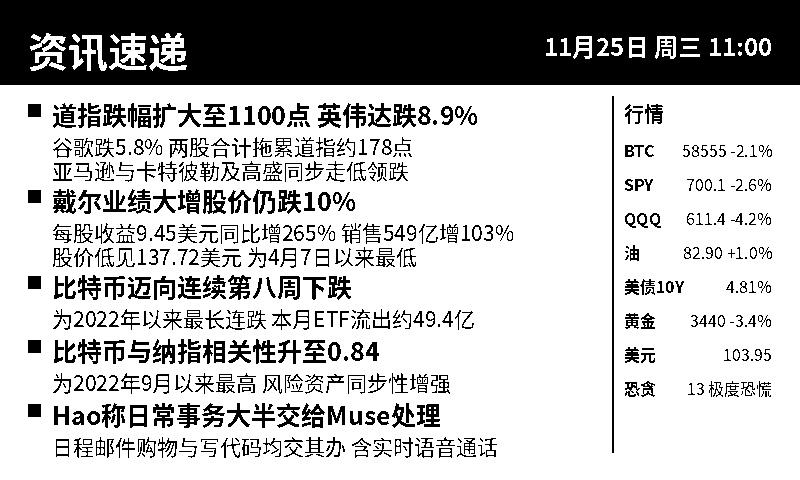 资讯速递
11月25日 周三 11:00
道指跌幅扩大至1100点 英伟达跌8.9%
谷歌跌5.8% 两股合计拖累道指约178点
亚马逊与卡特彼勒及高盛同步走低领跌
戴尔业绩大增股价仍跌10%
每股收益9.45美元同比增265% 销售549亿增103%
股价低见137.72美元 为4月7日以来最低
比特币迈向连续第八周下跌
为2022年以来最长连跌 本月ETF流出约49.4亿
比特币与纳指相关性升至0.84
为2022年9月以来最高 风险资产同步性增强
Hao称日常事务大半交给Muse处理
日程邮件购物与写代码均交其办 含实时语音通话
行情
BTC 58555 -2.1%
SPY 700.1 -2.6%
QQQ 611.4 -4.2%
油 82.90 +1.0%
美债10Y 4.81%
黄金 3440 -3.4%
美元 103.95
恐贪 13 极度恐慌